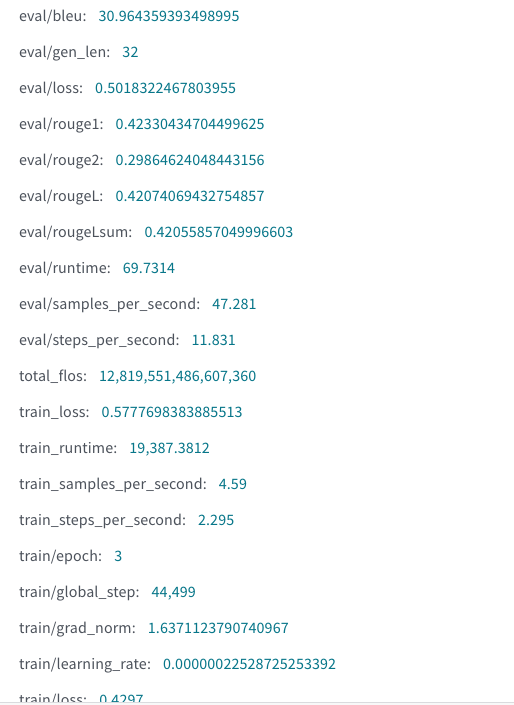 eval/bleu: 30.964359393498995
eval/gen_len: 32
eval/loss: 0.5018322467803955
eval/rouge1: 0.42330434704499625
eval/rouge2: 0.29864624048443156
eval/rougeL: 0.42074069432754857
eval/rougeLsum: 0.42055857049996603
eval/runtime: 69.7314
eval/samples_per_second: 47.281
eval/steps_per_second: 11.831
total_flos: 12,819,551,486,607,360
train_loss: 0.5777698383885513
train_runtime: 19,387.3812
train_samples_per_second: 4.59
train_steps_per_second: 2.295
train/epoch: 3
train/global_step: 44,499
train/grad_norm: 1.6371123790740967
train/learning_rate: 0.00000022528725253392
train/loss: 0.4297